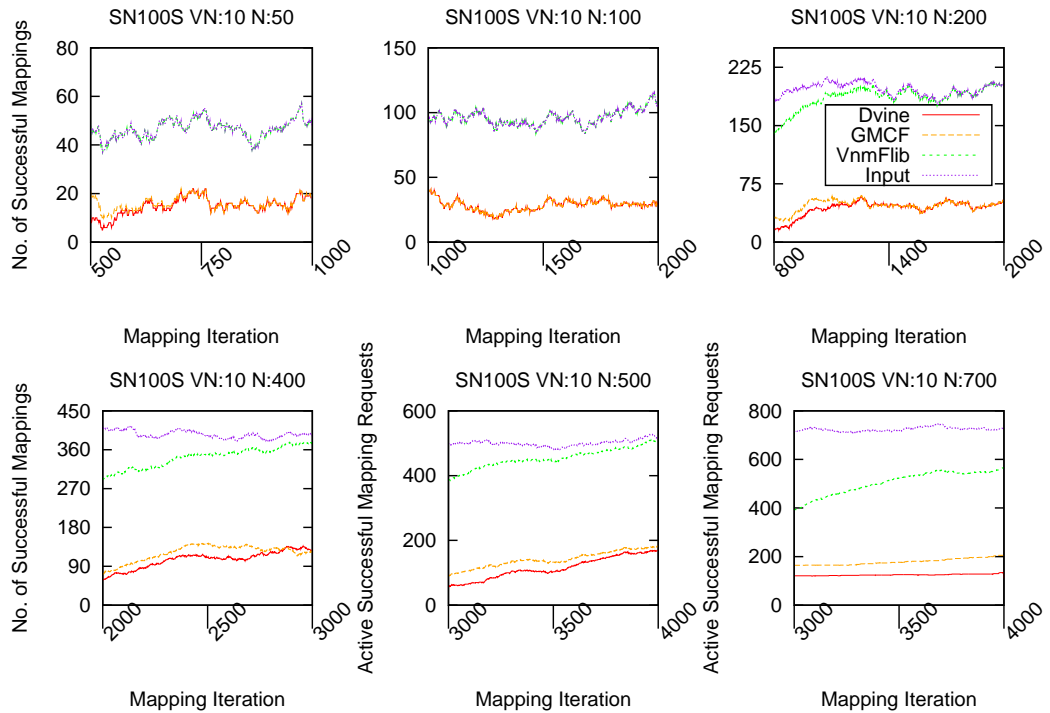 SN100S VN:10 N:50
No. of Successful Mappings
80
60
40
20
0
500
750
1000
Mapping Iteration
SN100S VN:10 N:100
150
100
50
0
1000
1500
2000
Mapping Iteration
SN100S VN:10 N:200
225
150
75
0
800
1400
2000
Dvine
GMCF
VnmFlib
Input
Mapping Iteration
SN100S VN:10 N:400
No. of Successful Mappings
450
360
270
180
90
0
2000
2500
3000
Mapping Iteration
SN100S VN:10 N:500
Active Successful Mapping Requests
600
400
200
0
3000
3500
4000
Mapping Iteration
SN100S VN:10 N:700
Active Successful Mapping Requests
800
600
400
200
0
3000
3500
4000
Mapping Iteration